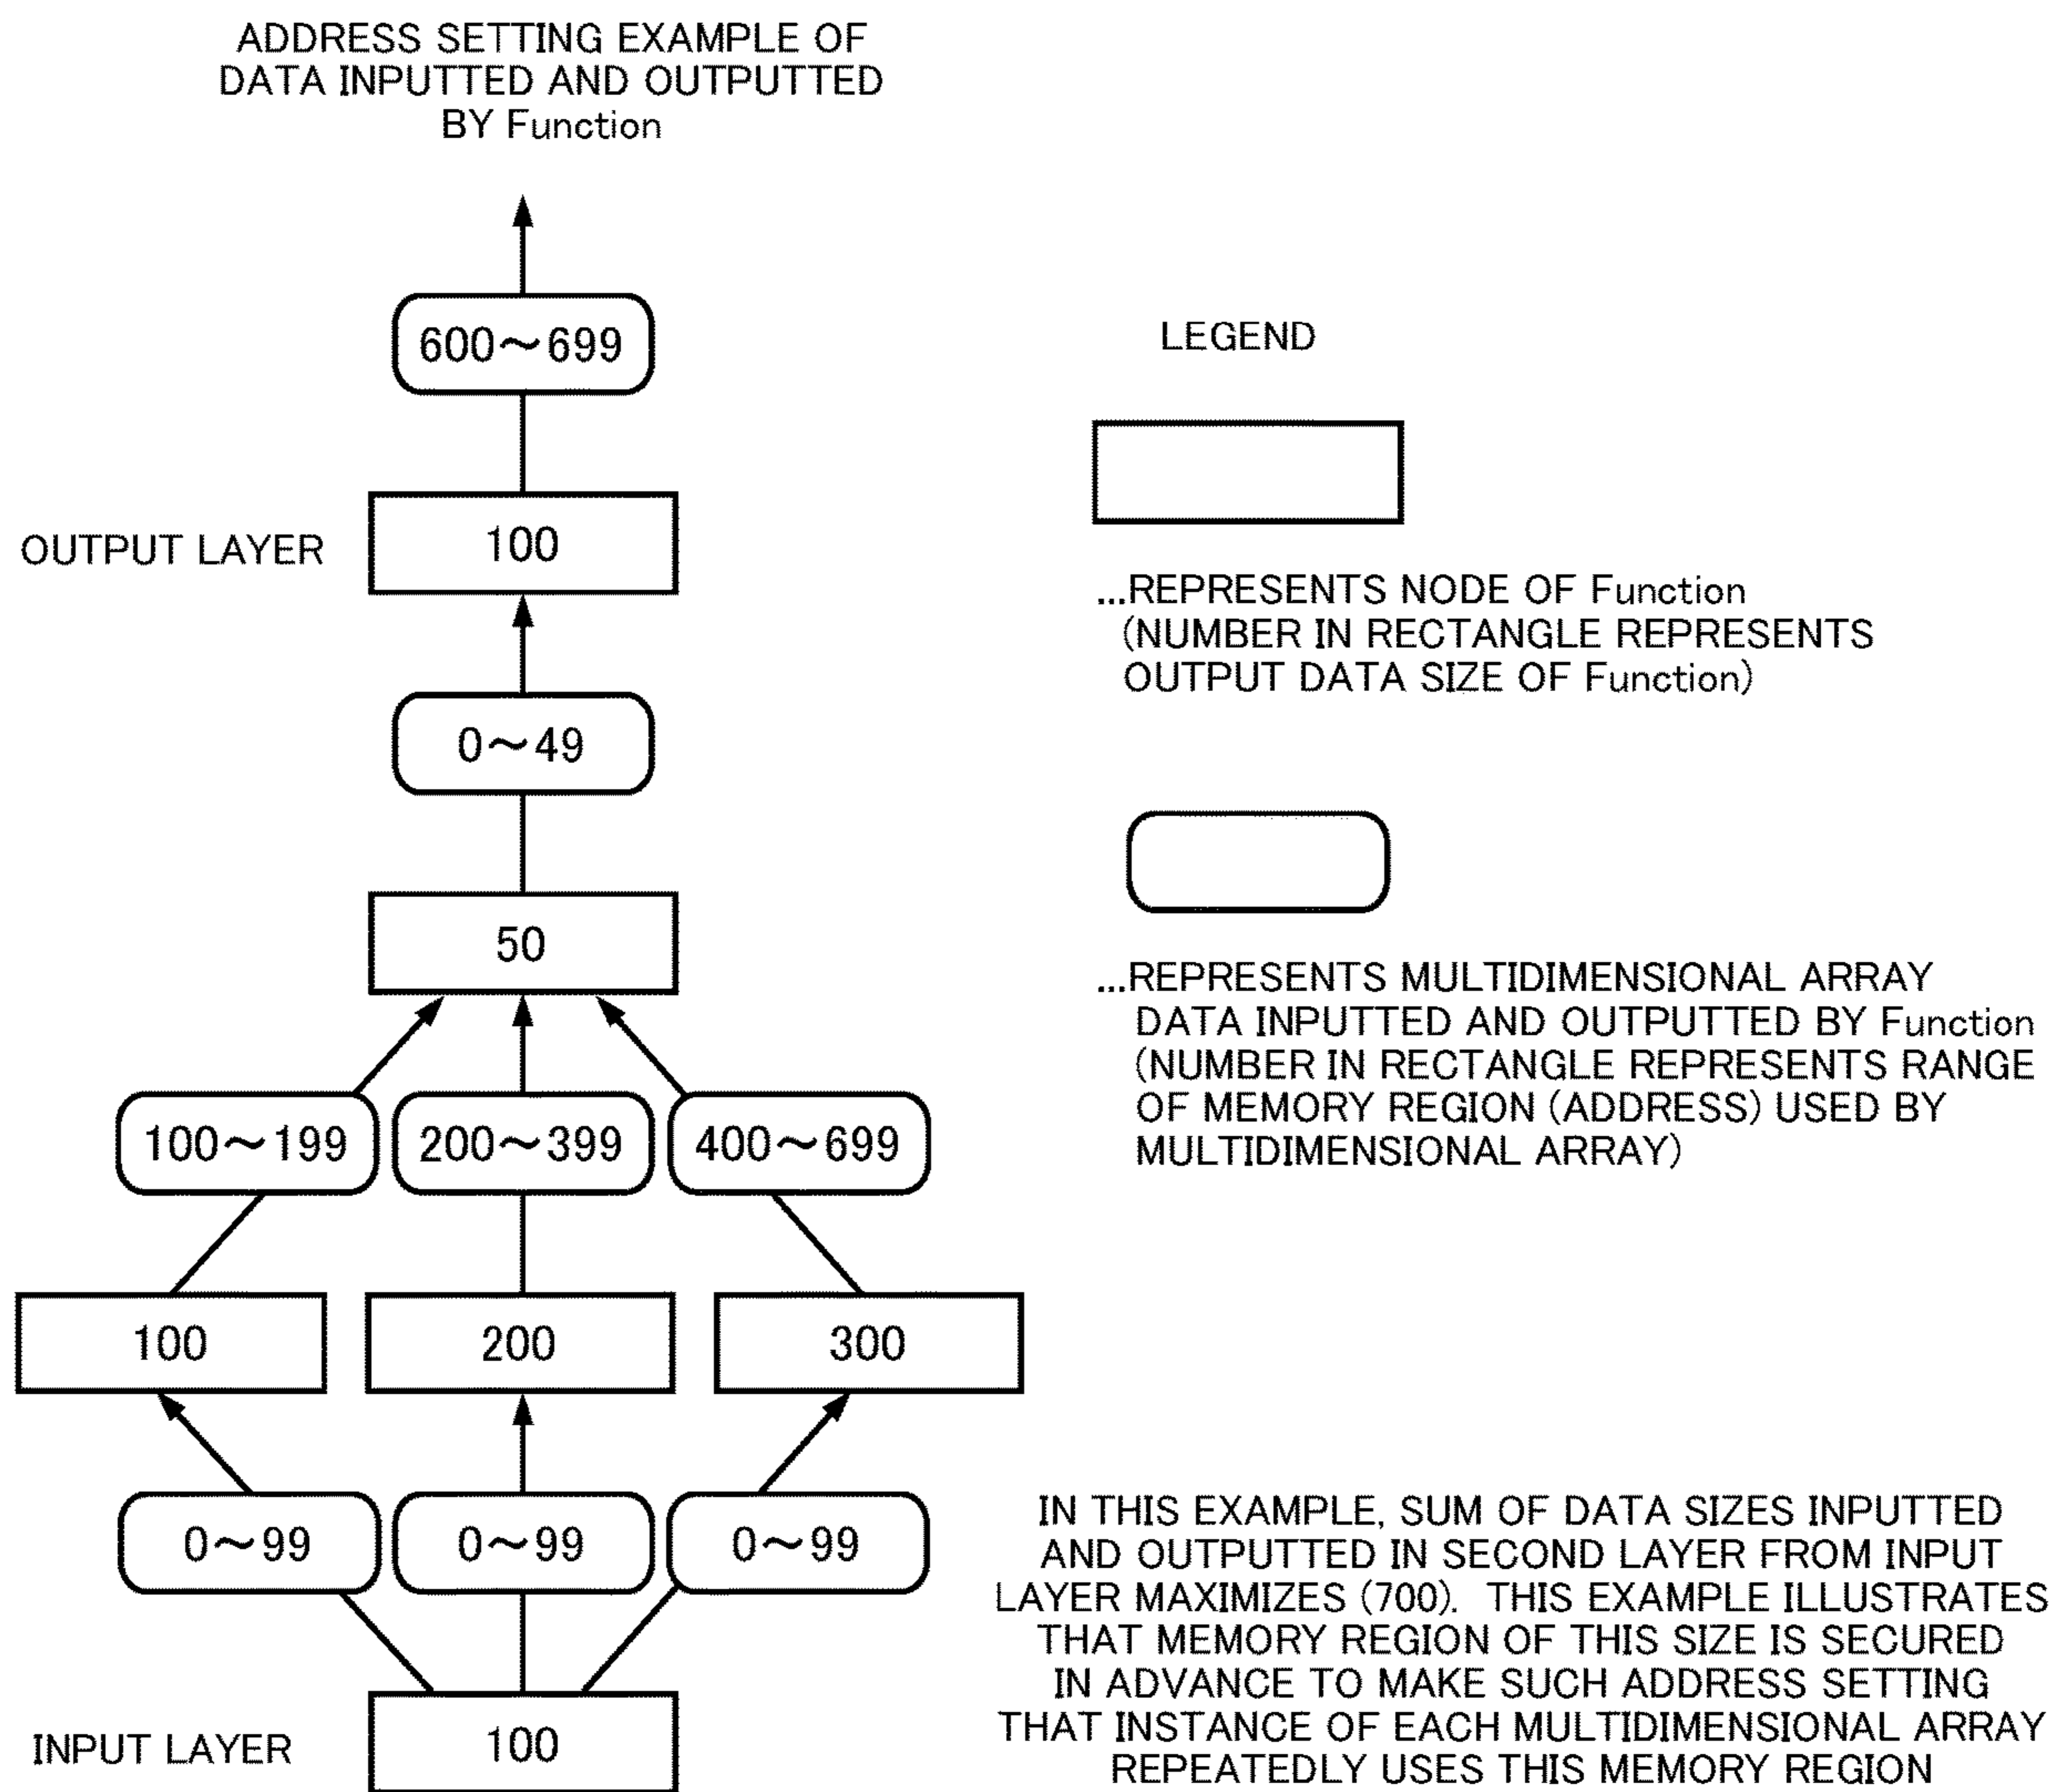 ADDRESS SETTING EXAMPLE OF
DATA INPUTTED AND OUTPUTTED
BY Function
600～699
OUTPUT LAYER
100
0～49
50
100～199
200～399
400～699
100
200
300
0～99
0～99
0～99
INPUT LAYER
100
LEGEND
...REPRESENTS NODE OF Function
(NUMBER IN RECTANGLE REPRESENTS
OUTPUT DATA SIZE OF Function)
...REPRESENTS MULTIDIMENSIONAL ARRAY
DATA INPUTTED AND OUTPUTTED BY Function
(NUMBER IN RECTANGLE REPRESENTS RANGE
OF MEMORY REGION (ADDRESS) USED BY
MULTIDIMENSIONAL ARRAY)
IN THIS EXAMPLE, SUM OF DATA SIZES INPUTTED
AND OUTPUTTED IN SECOND LAYER FROM INPUT
LAYER MAXIMIZES (700). THIS EXAMPLE ILLUSTRATES
THAT MEMORY REGION OF THIS SIZE IS SECURED
IN ADVANCE TO MAKE SUCH ADDRESS SETTING
THAT INSTANCE OF EACH MULTIDIMENSIONAL ARRAY
REPEATEDLY USES THIS MEMORY REGION